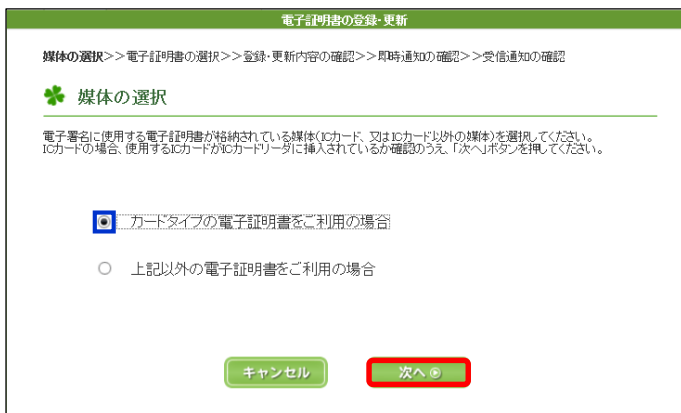 電子証明書の登録・更新
媒体の選択>>電子証明書の選択>>登録・更新内容の確認>>即時通知の確認>>受信通知の確認
媒体の選択
電子署名に使用する電子証明書が格納されている媒体(ICカード、又はICカード以外の媒体)を選択してください。
ICカードの場合、使用するICカードがICカードリーダに挿入されているか確認のうえ、「次へ」ボタンを押してください。
カードタイプの電子証明書をご利用の場合
上記以外の電子証明書をご利用の場合
キャンセル
次へ